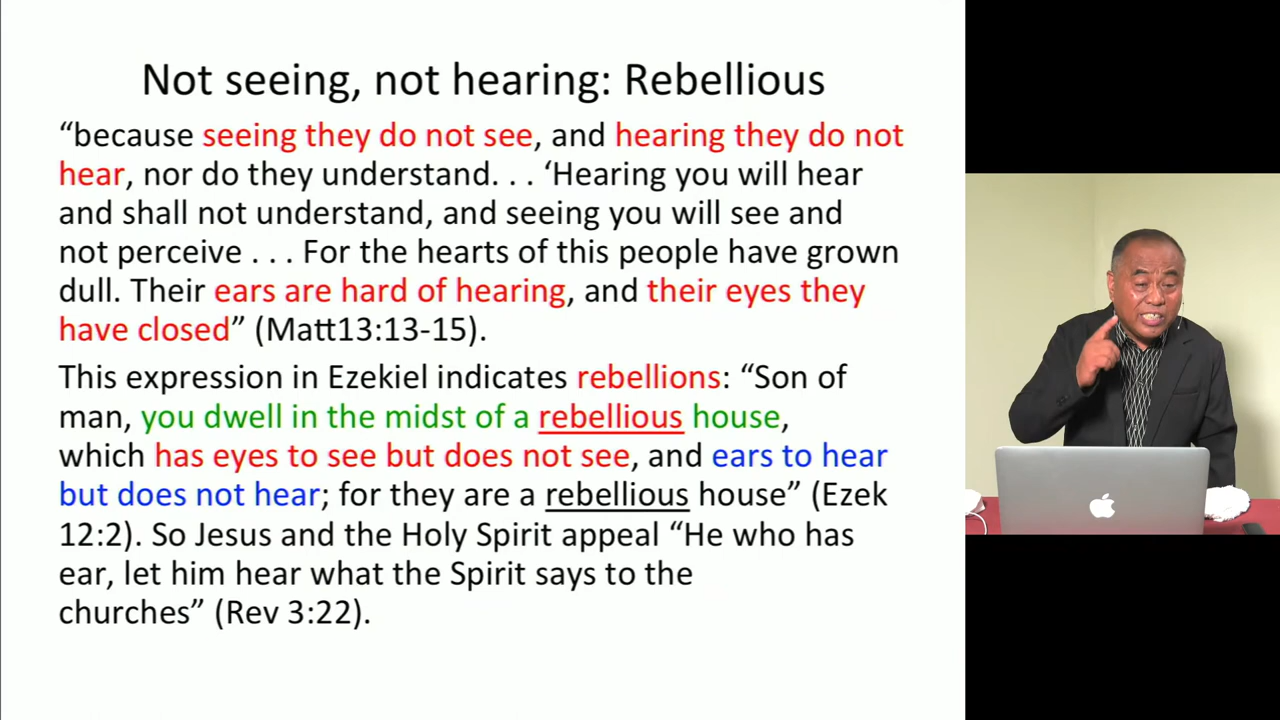 Not seeing, not hearing: Rebellious
“because seeing they do not see, and hearing they do not
hear, nor do they understand. . . ‘Hearing you will hear
and shall not understand, and seeing you will see and
not perceive . . . For the hearts of this people have grown
dull. Their ears are hard of hearing, and their eyes they
have closed” (Matt13:13-15).
This expression in Ezekiel indicates rebellions: “Son of
man, you dwell in the midst of a rebellious house,
which has eyes to see but does not see, and ears to hear
but does not hear; for they are a rebellious house” (Ezek
12:2). So Jesus and the Holy Spirit appeal “He who has
ear, let him hear what the Spirit says to the
churches” (Rev 3:22).